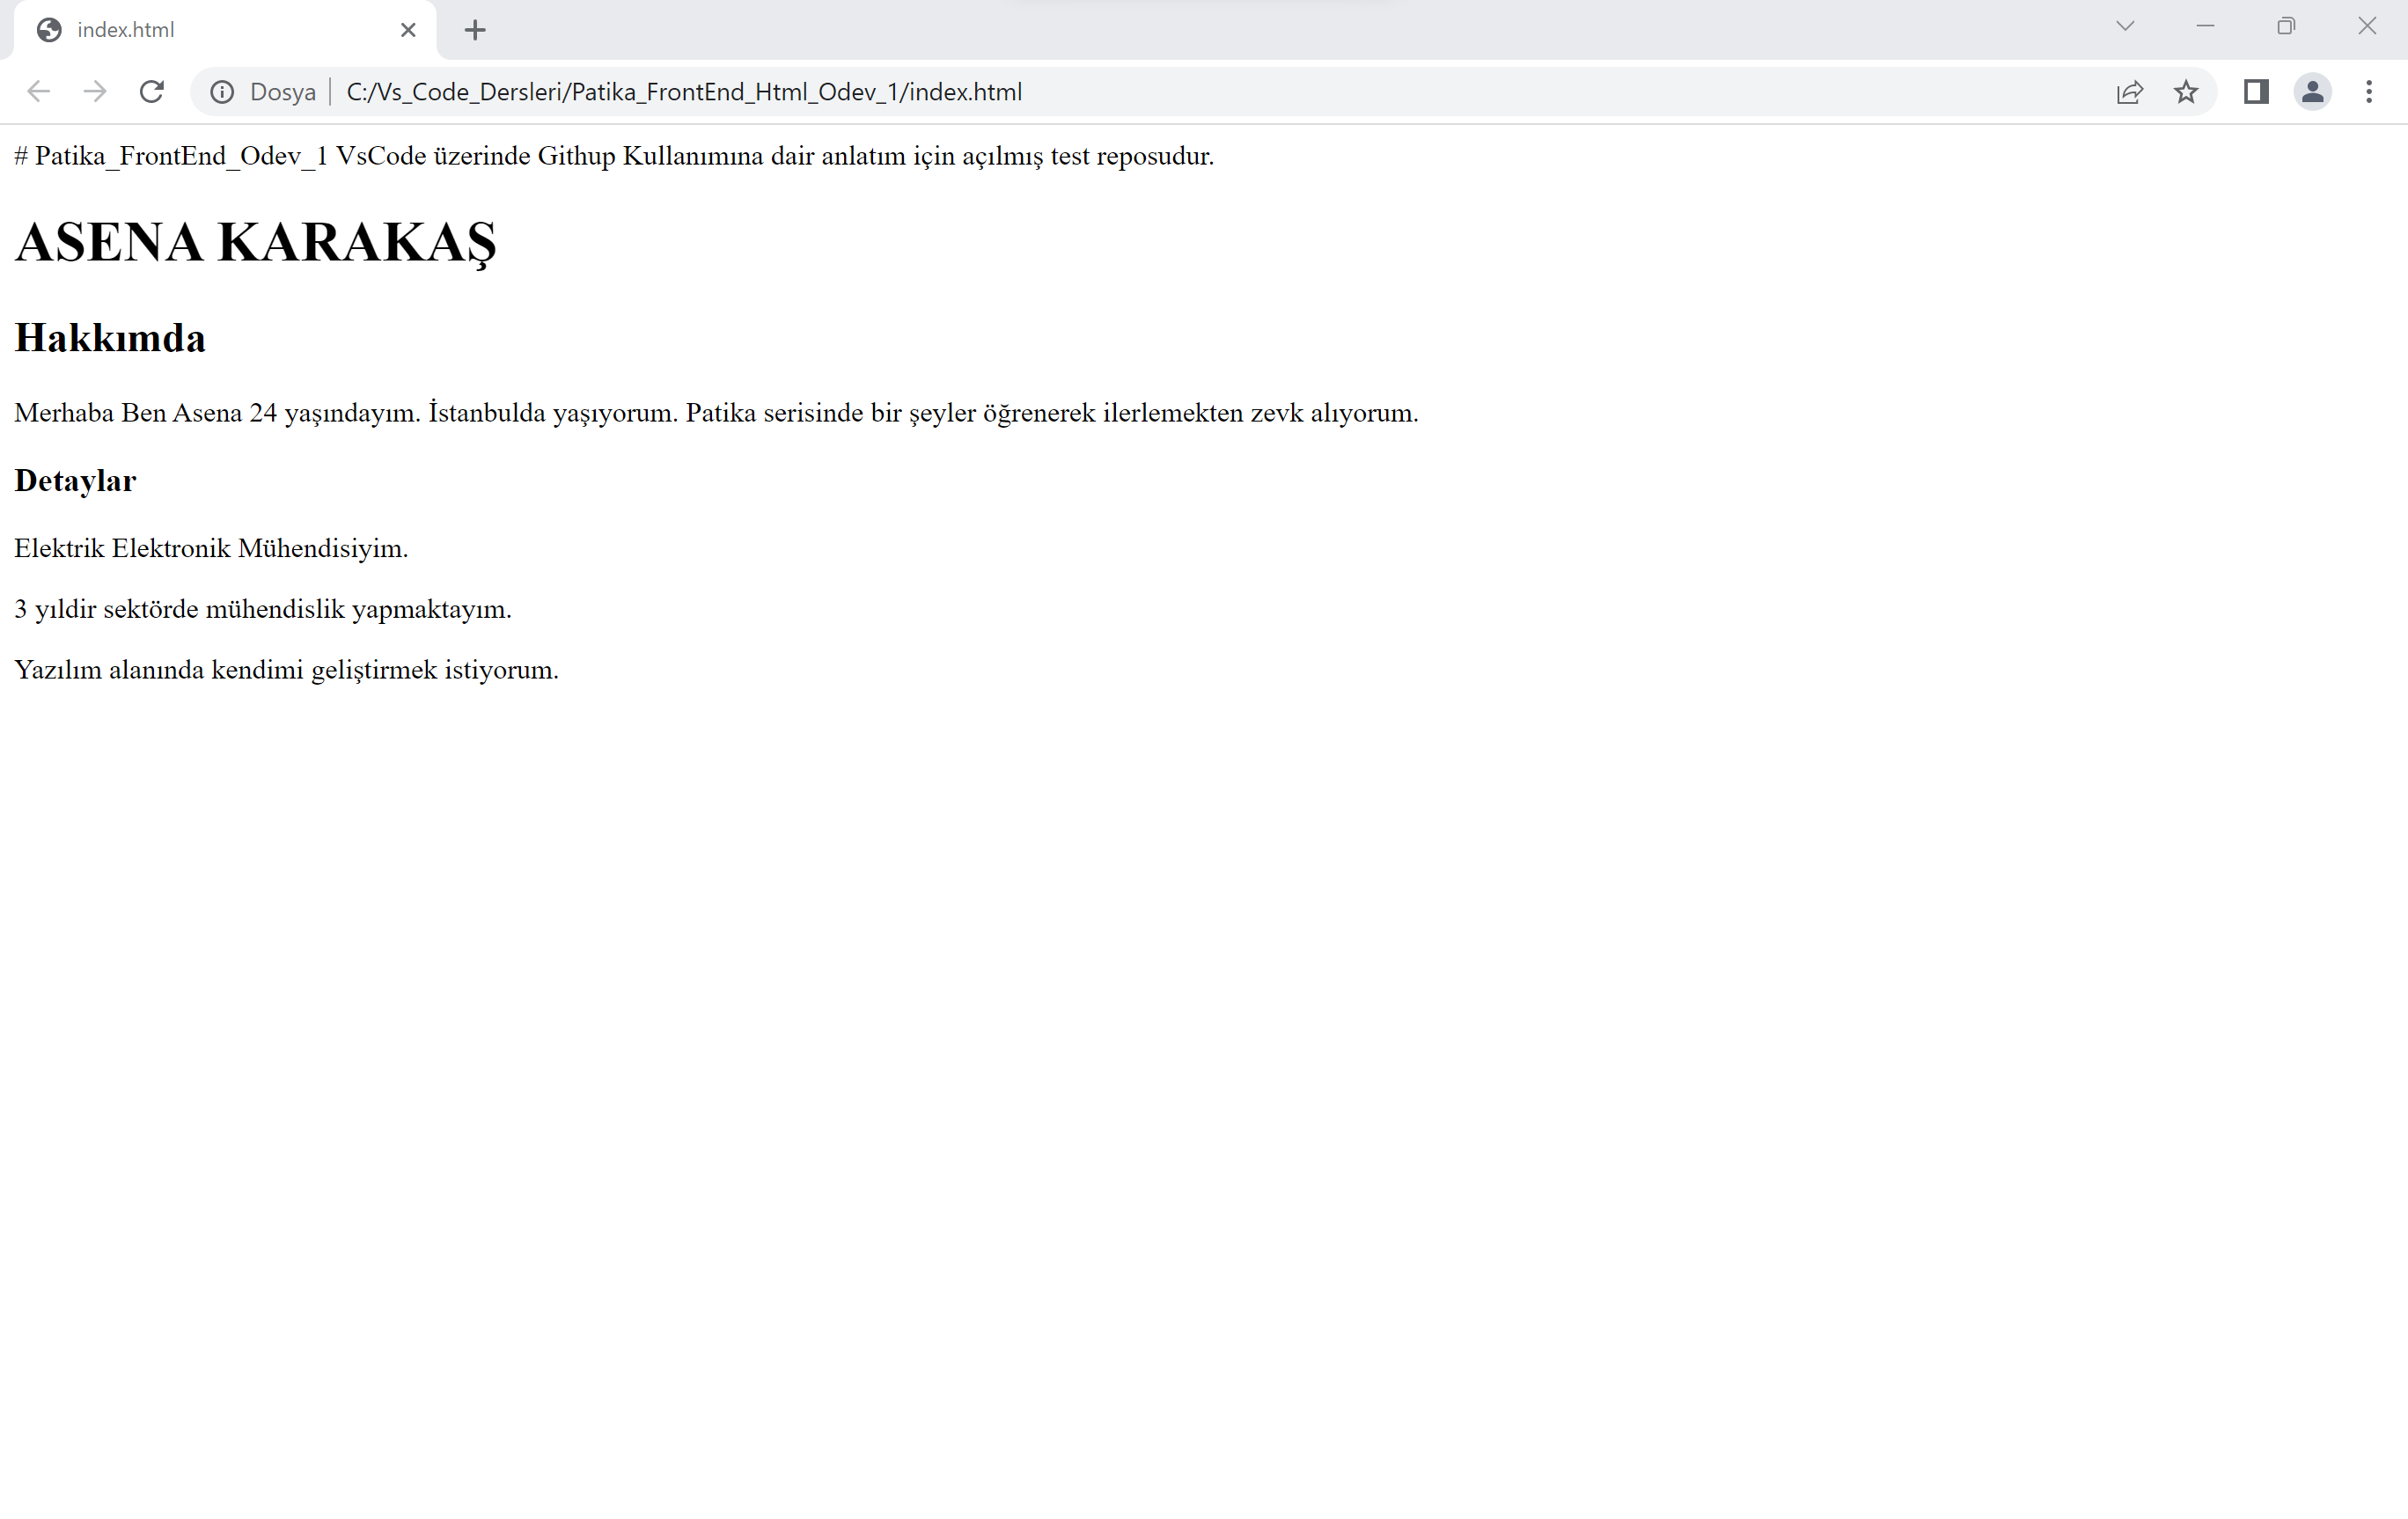 index.html
Dosya C:/Vs_Code_Dersleri/Patika_FrontEnd_Html_Odev_1/index.html
# Patika_FrontEnd_Odev_1 VsCode üzerinde Githup Kullanımına dair anlatım için açılmış test reposudur.
ASENA KARAKAŞ
Hakkımda
Merhaba Ben Asena 24 yaşındayım. İstanbulda yaşıyorum. Patika serisinde bir şeyler öğrenerek ilerlemekten zevk alıyorum.
Detaylar
Elektrik Elektronik Mühendisiyim.
3 yıldir sektörde mühendislik yapmaktayım.
Yazılım alanında kendimi geliştirmek istiyorum.